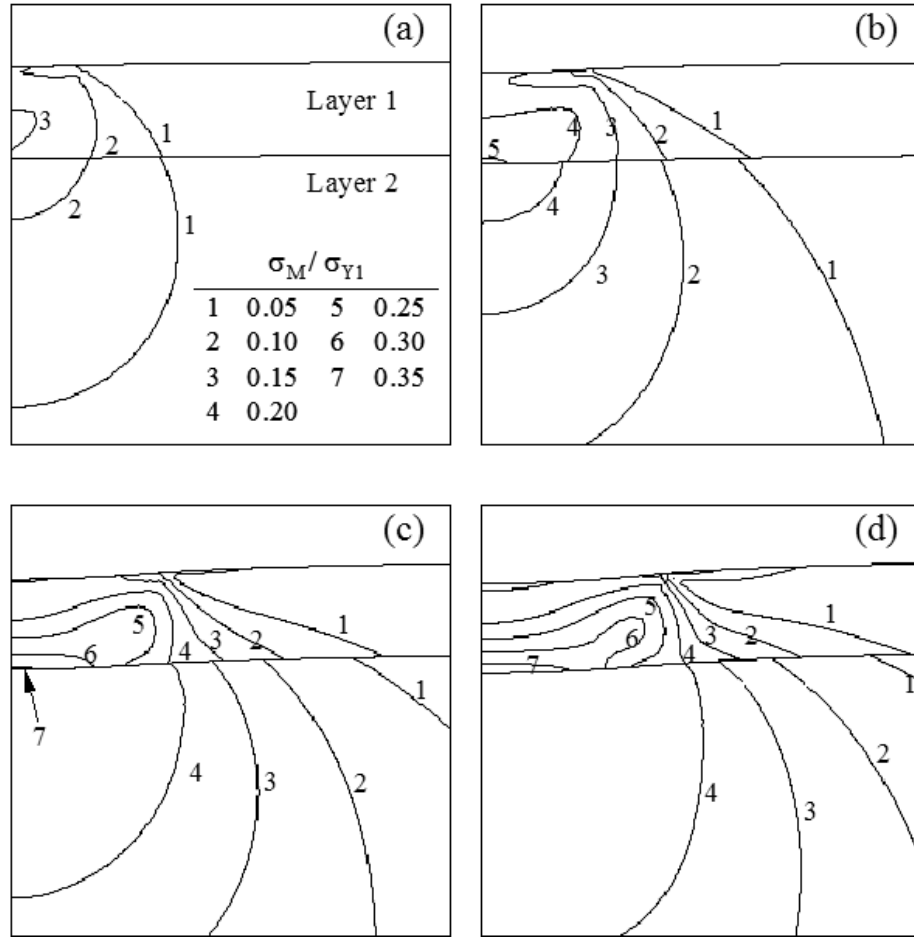 (a)
Layer 1
3
1
2
Layer 2
2
1
σM / σY1
1 0.05 5 0.25
2 0.10 6 0.30
3 0.15 7 0.35
4 0.20
(b)
1
4 3 2
5
4
3 2 1
(c)
5 1
6 4 3 2
1
7
4 3 2
(d)
5 1
6 3 2
7 4
1
2
4 3